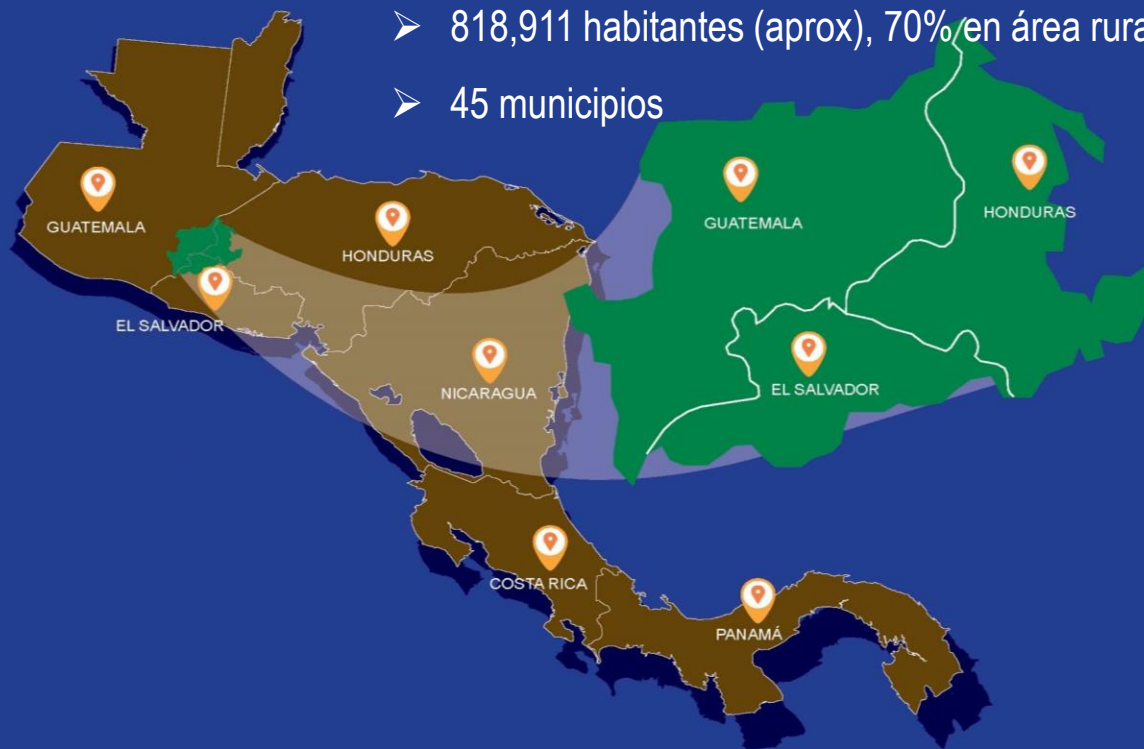 ➢ 818,911 habitantes (aprox), 70% en área rura
➢ 45 municipios
GUATEMALA
HONDURAS
EL SALVADOR
NICARAGUA
COSTA RICA
PANAMÁ
GUATEMALA
HONDURAS
EL SALVADOR